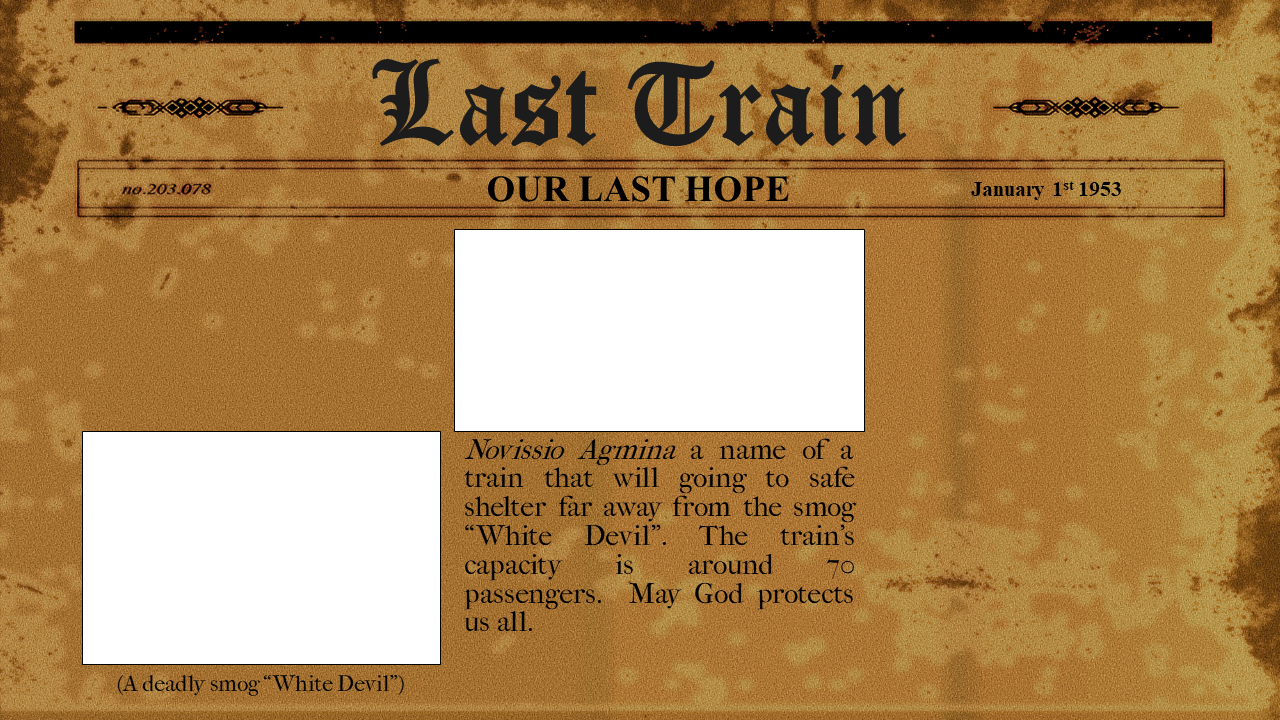 Last Train
no.203.078
OUR LAST HOPE
January 1st 1953
Novissio Agmina a name of a
train that will going to safe
shelter far away from the smog
“White Devil”. The train’s
capacity is around 70
passengers. May God protects
us all.
(A deadly smog “White Devil”)